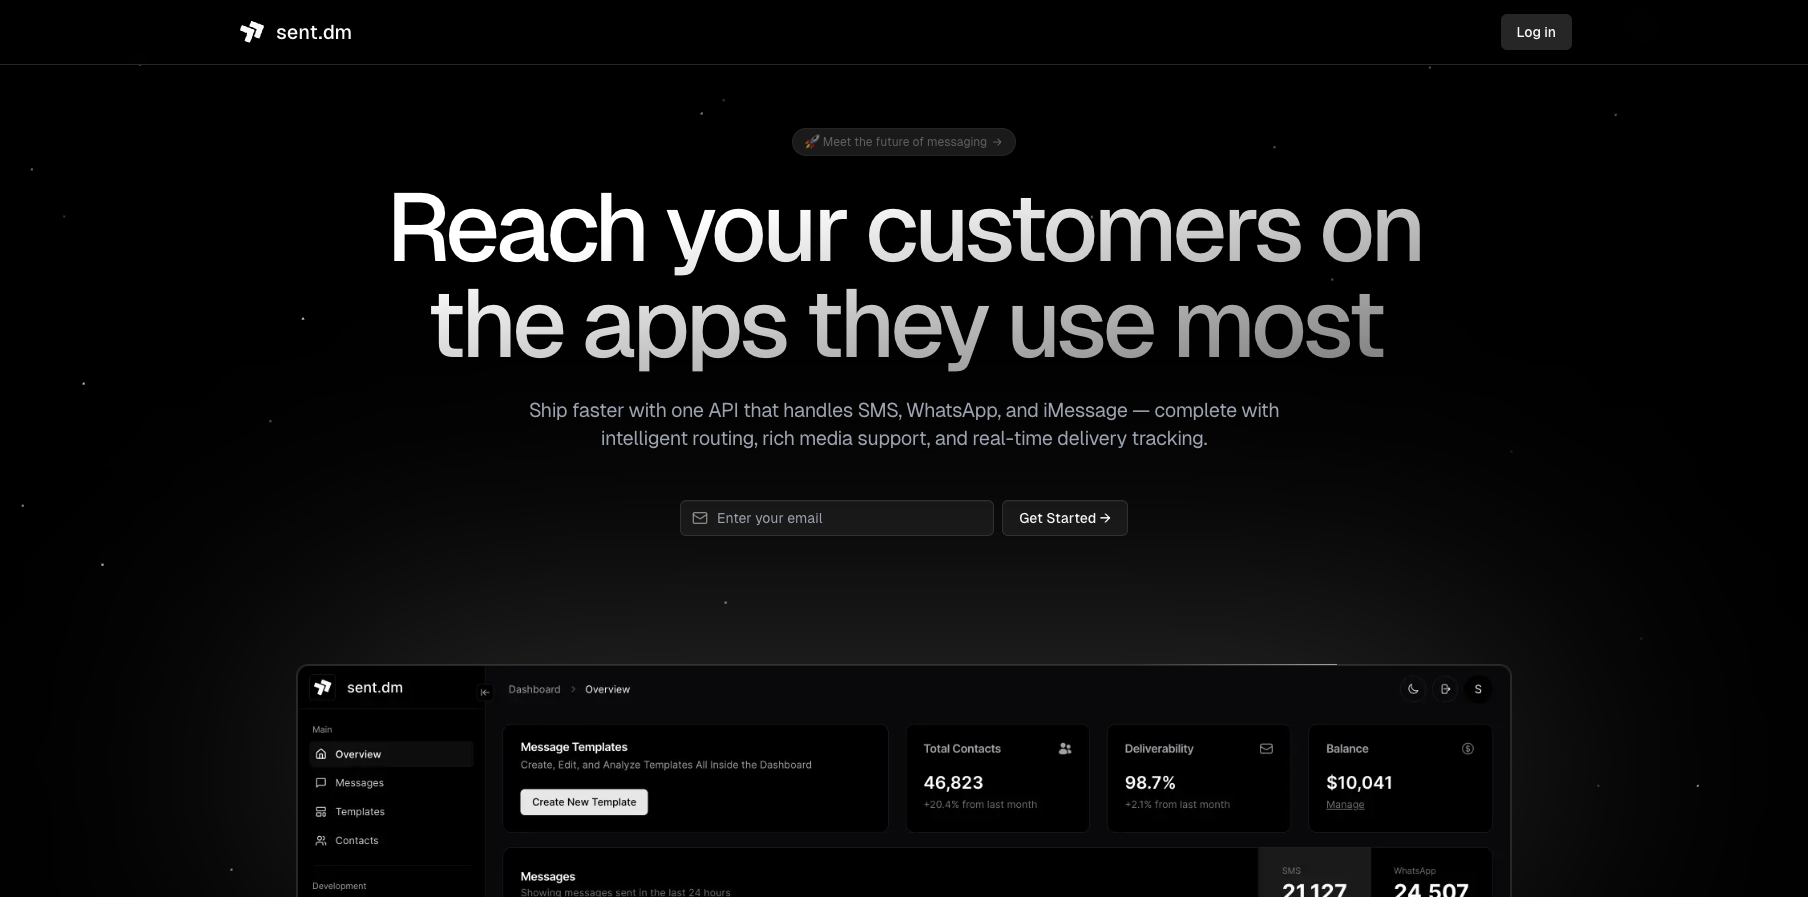 sent.dm
Log in
🚀 Meet the future of messaging →
Reach your customers on
the apps they use most
Ship faster with one API that handles SMS, WhatsApp, and iMessage — complete with
intelligent routing, rich media support, and real-time delivery tracking.
Enter your email
Get Started →
sent.dm
Dashboard > Overview
S
Main
Overview
Messages
Templates
Contacts
Development
Message Templates
Create, Edit, and Analyze Templates All Inside the Dashboard
Create New Template
Total Contacts
46,823
+20.4% from last month
Deliverability
98.7%
+2.1% from last month
Balance
$10,041
Manage
Messages
Showing messages sent in the last 24 hours
SMS
21,127
WhatsApp
24,507